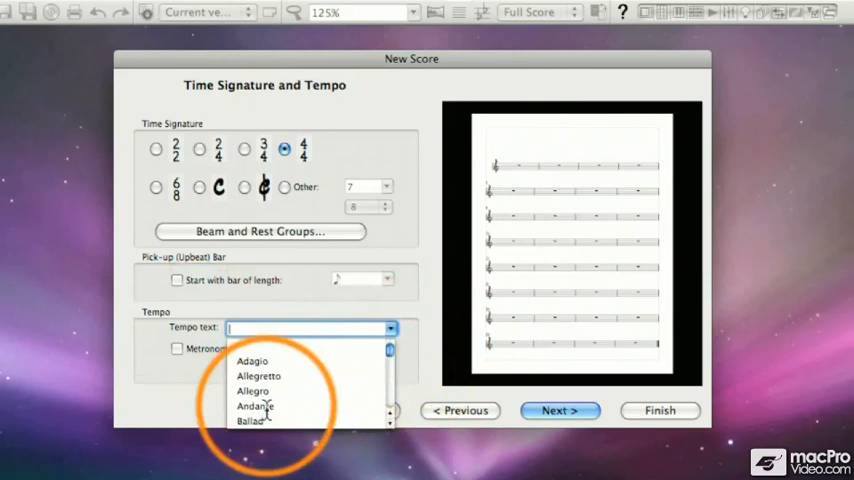 Current ve...
125%
Full Score
?
New Score
Time Signature and Tempo
Time Signature
2 2 3 4
2 4 4 4
6
8
Other:
7
8
Beam and Rest Groups...
Pick-up (Upbeat) Bar
Start with bar of length:
Tempo
Tempo text:
Metronom
Adagio
Allegretto
Allegro
Andante
Ballad
< Previous
Next >
Finish
macPro
Video.com